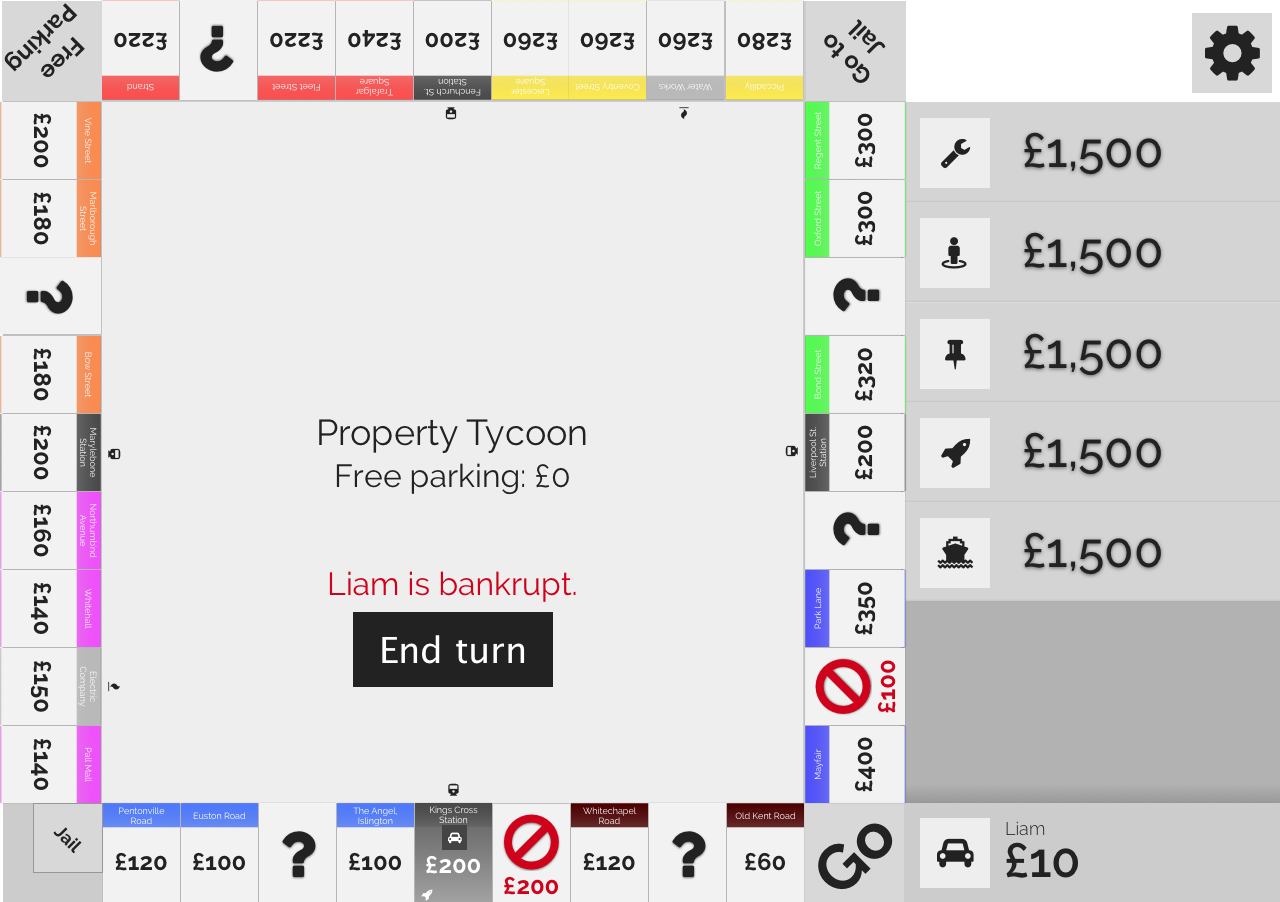 Free
Parking
£220
Strand
?
£220
Fleet Street
£240
Trafalgar
Square
£200
Fenchurch St.
Station
£260
Leicester
Square
£260
Coventry Street
£260
Water Works
£280
Piccadilly
Go to
Jail
£200
Vine Street
£180
Marlborough
Street
?
£180
Bow Street
£200
Marylebone
Station
£160
Northumbnd
Avenue
£140
Whitehall
£150
Electric
Company
£140
Pall Mall
Regent Street
£300
Oxford Street
£300
?
Bond Street
£320
Liverpool St.
Station
£200
?
Park Lane
£350
£100
Mayfair
£400
Property Tycoon
Free parking: £0
Liam is bankrupt.
End turn
Jail
Pentonville
Road
£120
Euston Road
£100
?
The Angel,
Islington
£100
Kings Cross
Station
£200
£200
Whitechapel
Road
£120
?
Old Kent Road
£60
Go
£1,500
£1,500
£1,500
£1,500
£1,500
Liam
£10